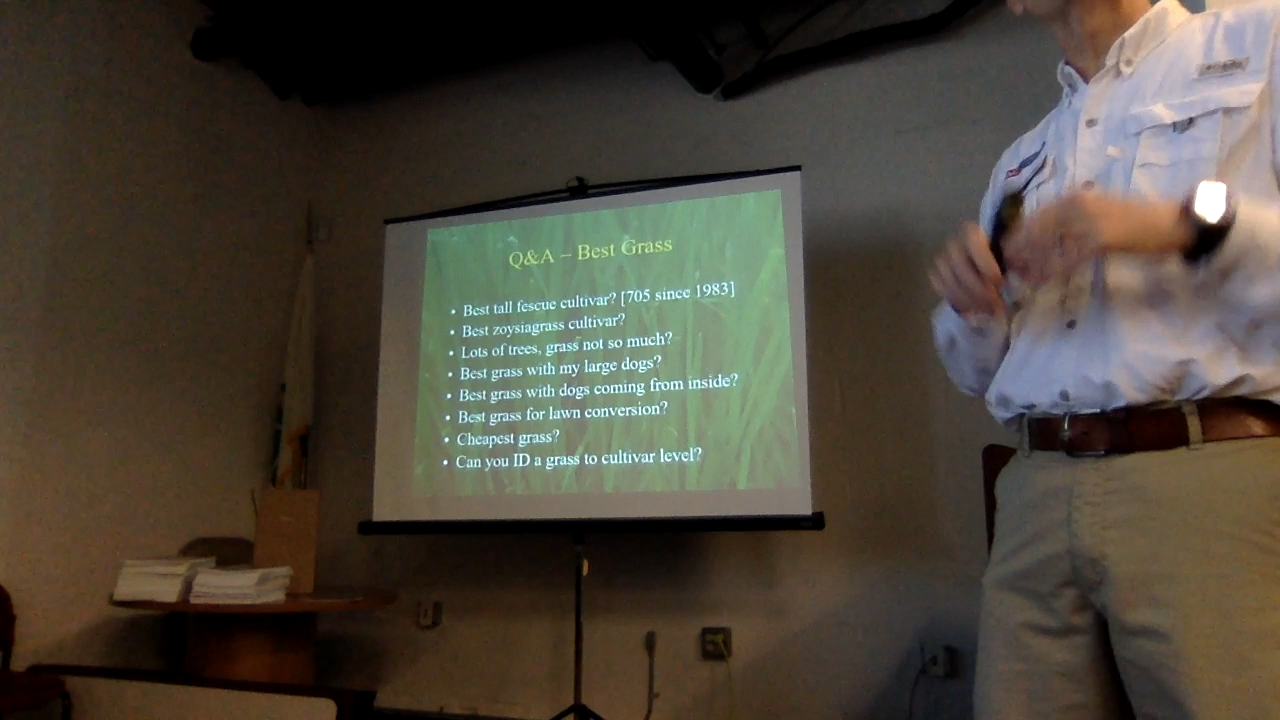 Q&A – Best Grass
• Best tall fescue cultivar? [705 since 1983]
• Best zoysiagrass cultivar?
• Lots of trees, grass not so much?
• Best grass with my large dogs?
• Best grass with dogs coming from inside?
• Best grass for lawn conversion?
• Cheapest grass?
• Can you ID a grass to cultivar level?